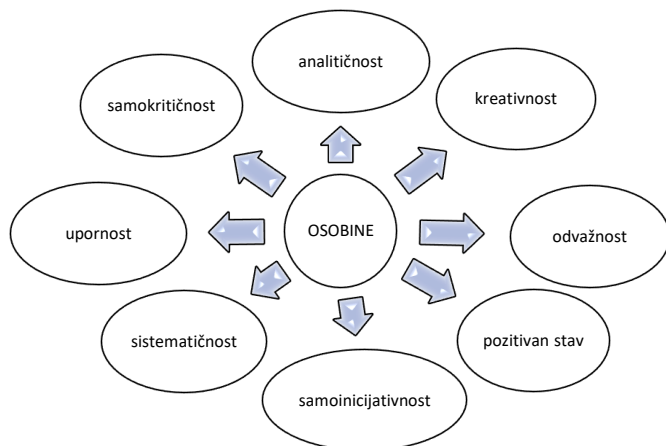 analitičnost
samokritičnost
kreativnost
upornost
OSOBINE
odvažnost
sistematičnost
pozitivan stav
samoinicijativnost